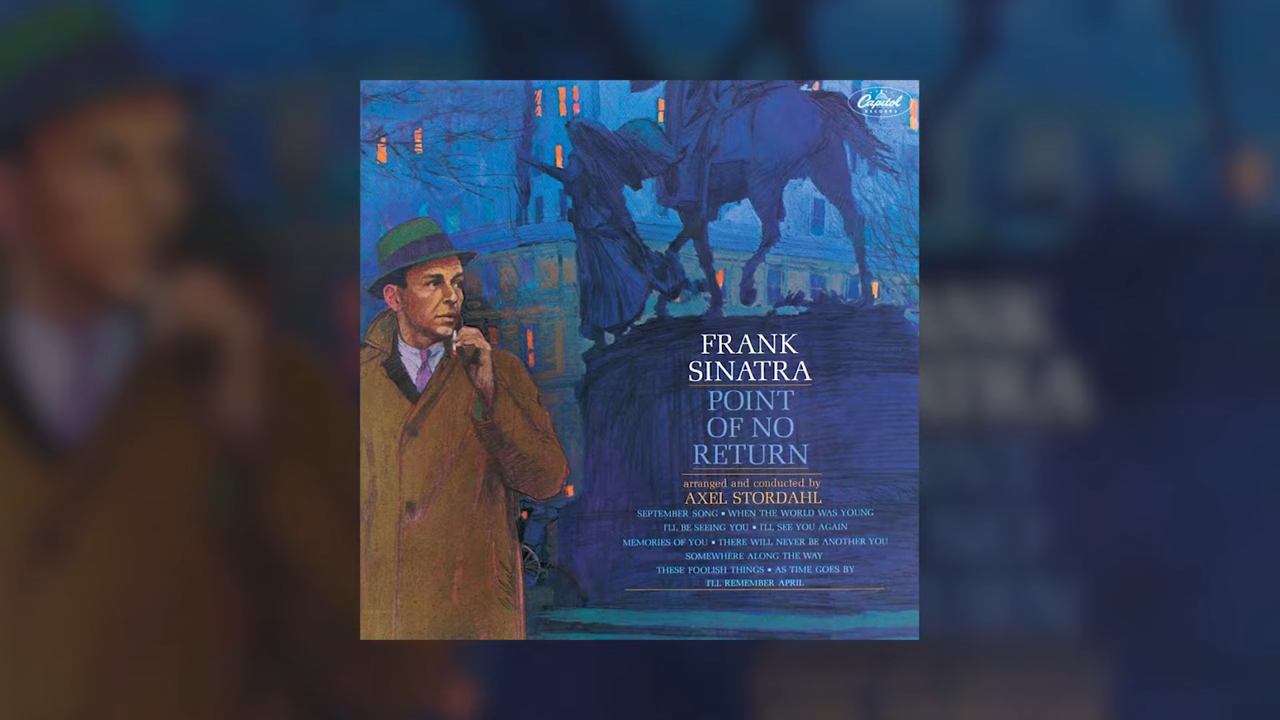 Capitol
RECORDS
FRANK
SINATRA
POINT
OF NO
RETURN
arranged and conducted by
AXEL STORDAHL
SEPTEMBER SONG ▪ WHEN THE WORLD WAS YOUNG
I'LL BE SEEING YOU ▪ I'LL SEE YOU AGAIN
MEMORIES OF YOU ▪ THERE WILL NEVER BE ANOTHER YOU
SOMEWHERE ALONG THE WAY
THESE FOOLISH THINGS ▪ AS TIME GOES BY
I'LL REMEMBER APRIL